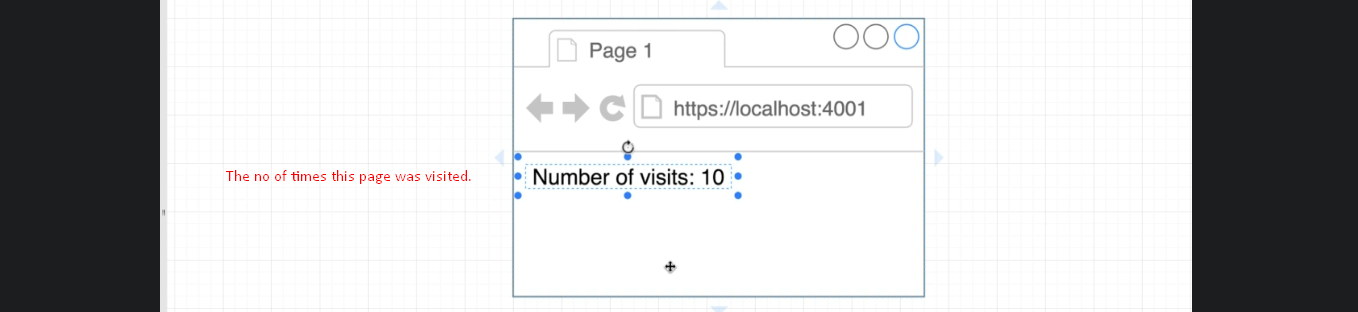 Page 1
https://localhost:4001
The no of times this page was visited.
Number of visits: 10